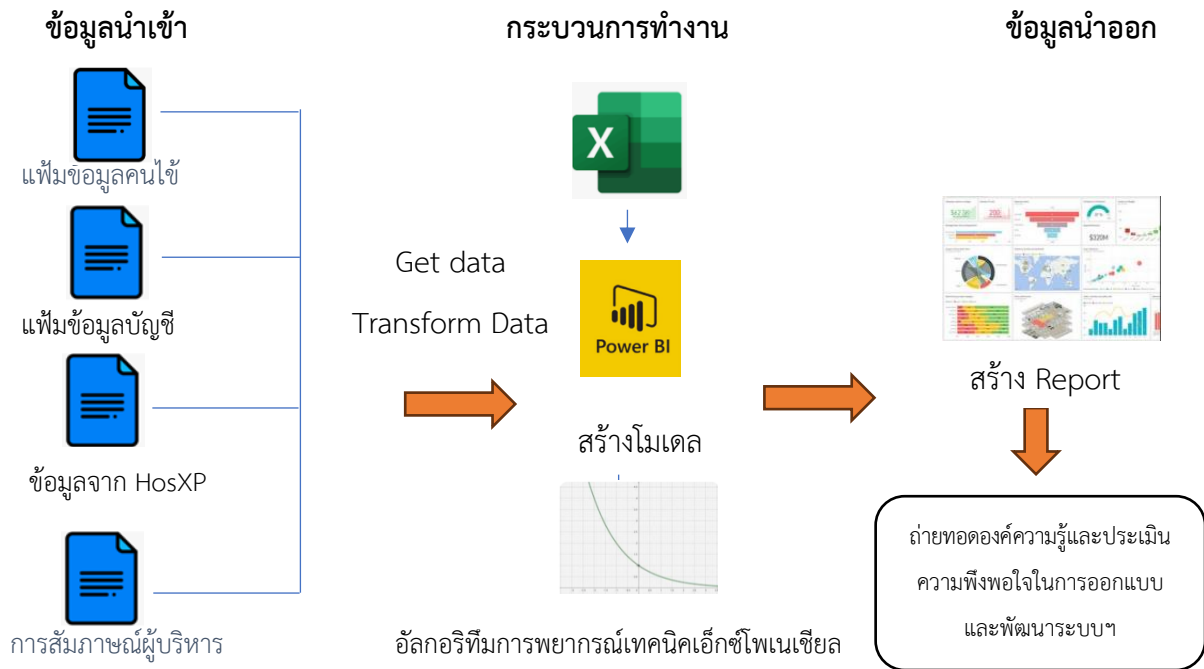 ข้อมูลนำเข้า
แฟ้มข้อมูลคนไข้
แฟ้มข้อมูลบัญชี
ข้อมูลจาก HosXP
การสัมภาษณ์ผู้บริหาร
กระบวนการทำงาน
X
Get data
Transform Data
Power BI
สร้างโมเดล
อัลกอริทึมการพยากรณ์เทคนิคเอ็กซ์โพเนเชียล
ข้อมูลนำออก
$320M
สร้าง Report
ถ่ายทอดองค์ความรู้และประเมิน
ความพึงพอใจในการออกแบบ
และพัฒนาระบบฯ